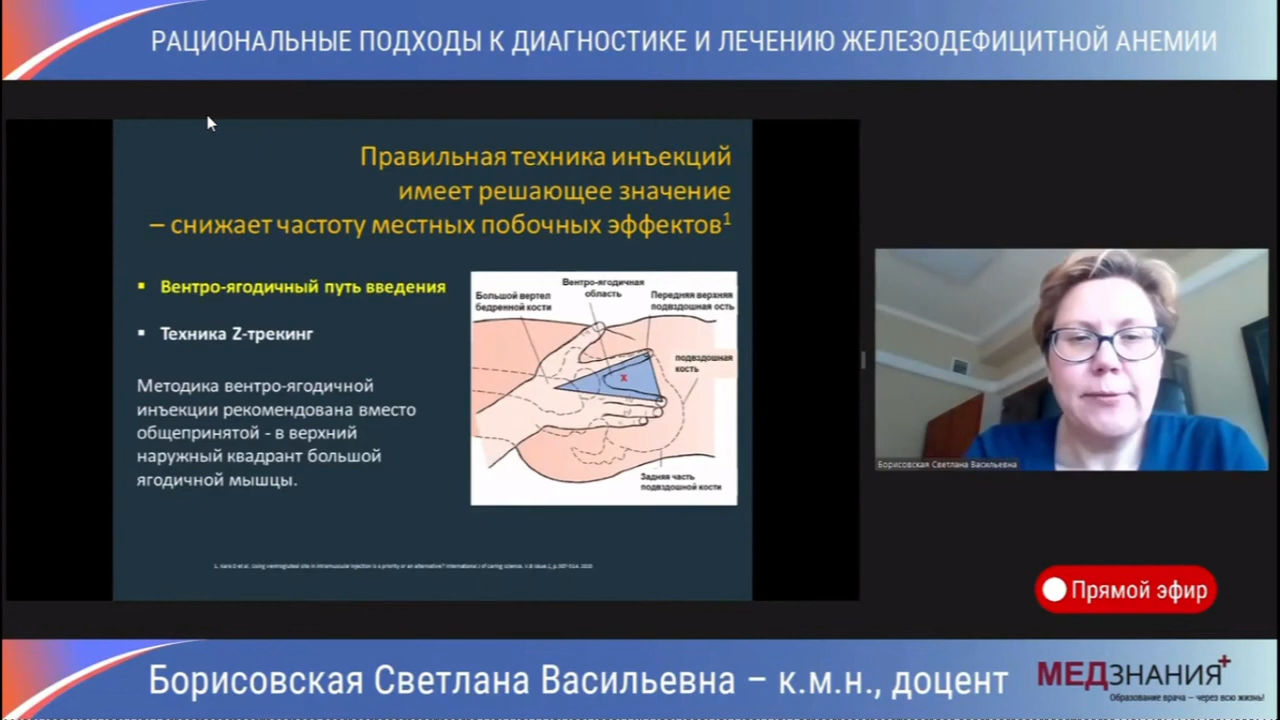 РАЦИОНАЛЬНЫЕ ПОДХОДЫ К ДИАГНОСТИКЕ И ЛЕЧЕНИЮ ЖЕЛЕЗОДЕФИЦИТНОЙ АНЕМИИ
Правильная техника инъекций
имеет решающее значение
– снижает частоту местных побочных эффектов¹
▪ Вентро-ягодичный путь введения
▪ Техника Z-трекинг
Методика вентро-ягодичной
инъекции рекомендована вместо
общепринятой - в верхний
наружный квадрант большой
ягодичной мышцы.
Большой вертел
бедренной кости
Вентро-ягодичная
область
Передняя верхняя
подвздошная ость
подвздошная
кость
x
Задняя часть
подвздошной кости
Борисовская Светлана Васильевна
Прямой эфир
Борисовская Светлана Васильевна – к.м.н., доцент
МЕДЗНАНИЯ+
Образование врача – через всю жизнь!